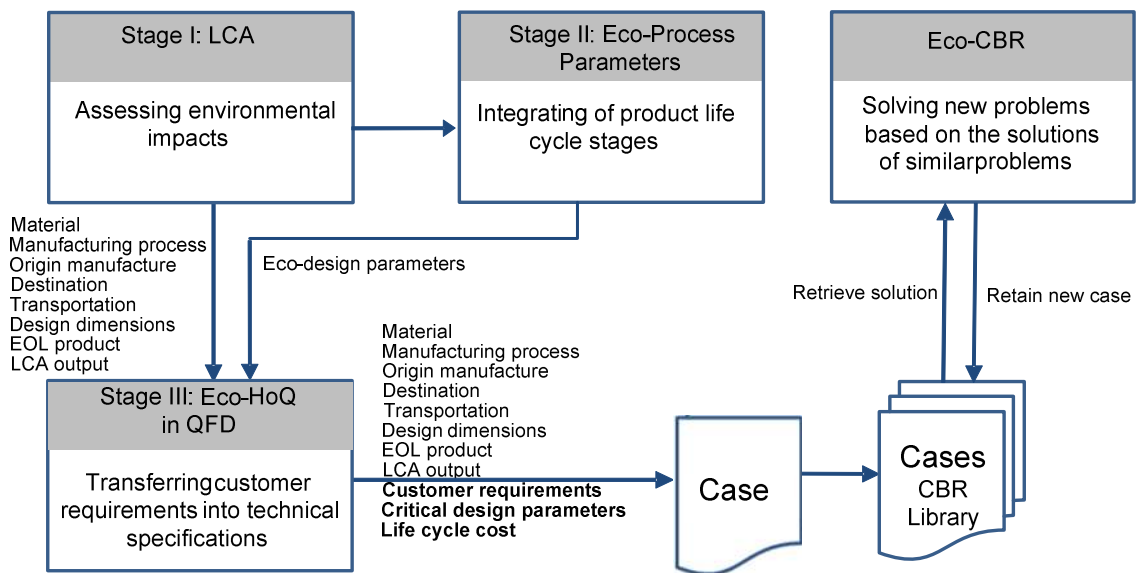 Stage I: LCA
Assessing environmental
impacts
Stage II: Eco-Process
Parameters
Integrating of product life
cycle stages
Eco-CBR
Solving new problems
based on the solutions
of similarproblems
Material
Manufacturing process
Origin manufacture
Destination
Transportation
Design dimensions
EOL product
LCA output
Eco-design parameters
Retrieve solution
Retain new case
Stage III: Eco-HoQ
in QFD
Transferringcustomer
requirements into technical
specifications
Material
Manufacturing process
Origin manufacture
Destination
Transportation
Design dimensions
EOL product
LCA output
Customer requirements
Critical design parameters
Life cycle cost
Case
Cases
CBR
Library